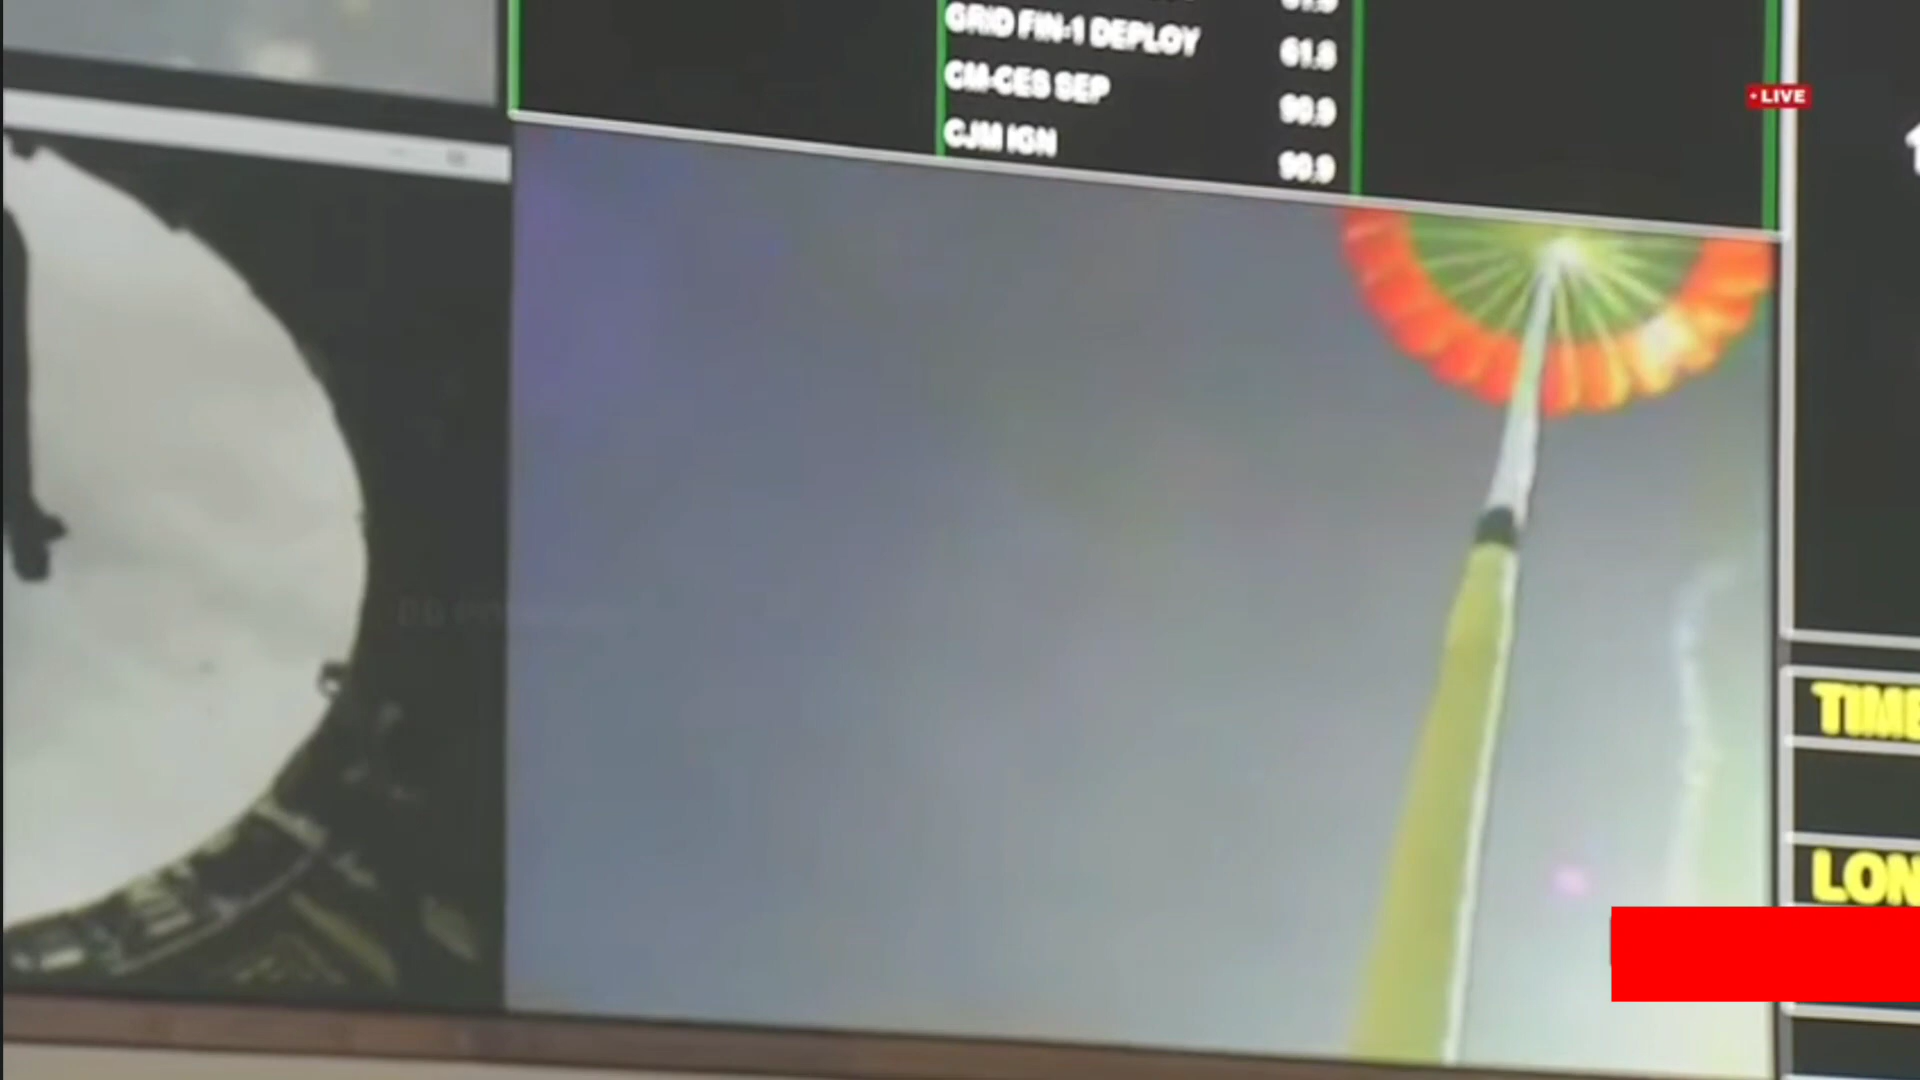 GRID FIN-1 DEPLOY 61.8
CM-CES SEP 90.9
CJM IGN 90.9
• LIVE
TIME
LON